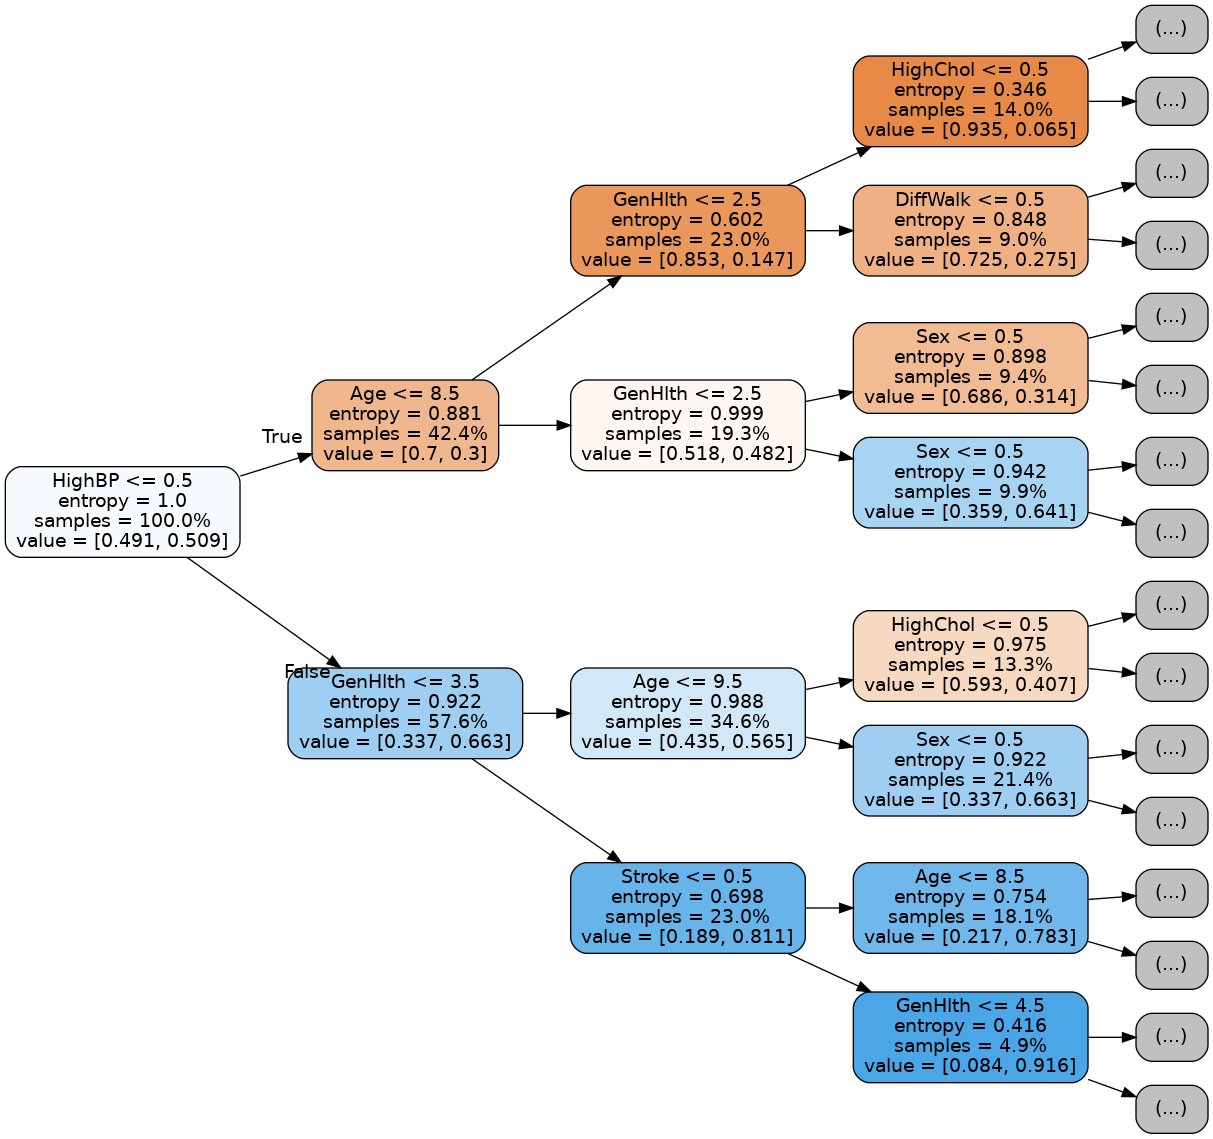 (...)
HighChol <= 0.5
entropy = 0.346
samples = 14.0%
value = [0.935, 0.065]
(...)
(...)
GenHlth <= 2.5
entropy = 0.602
samples = 23.0%
value = [0.853, 0.147]
DiffWalk <= 0.5
entropy = 0.848
samples = 9.0%
value = [0.725, 0.275]
(...)
(...)
Sex <= 0.5
entropy = 0.898
samples = 9.4%
value = [0.686, 0.314]
(...)
Age <= 8.5
entropy = 0.881
samples = 42.4%
value = [0.7, 0.3]
GenHlth <= 2.5
entropy = 0.999
samples = 19.3%
value = [0.518, 0.482]
True
Sex <= 0.5
entropy = 0.942
samples = 9.9%
value = [0.359, 0.641]
(...)
(...)
HighBP <= 0.5
entropy = 1.0
samples = 100.0%
value = [0.491, 0.509]
(...)
HighChol <= 0.5
entropy = 0.975
samples = 13.3%
value = [0.593, 0.407]
(...)
False
GenHlth <= 3.5
entropy = 0.922
samples = 57.6%
value = [0.337, 0.663]
Age <= 9.5
entropy = 0.988
samples = 34.6%
value = [0.435, 0.565]
(...)
Sex <= 0.5
entropy = 0.922
samples = 21.4%
value = [0.337, 0.663]
(...)
Stroke <= 0.5
entropy = 0.698
samples = 23.0%
value = [0.189, 0.811]
Age <= 8.5
entropy = 0.754
samples = 18.1%
value = [0.217, 0.783]
(...)
(...)
GenHlth <= 4.5
entropy = 0.416
samples = 4.9%
value = [0.084, 0.916]
(...)
(...)